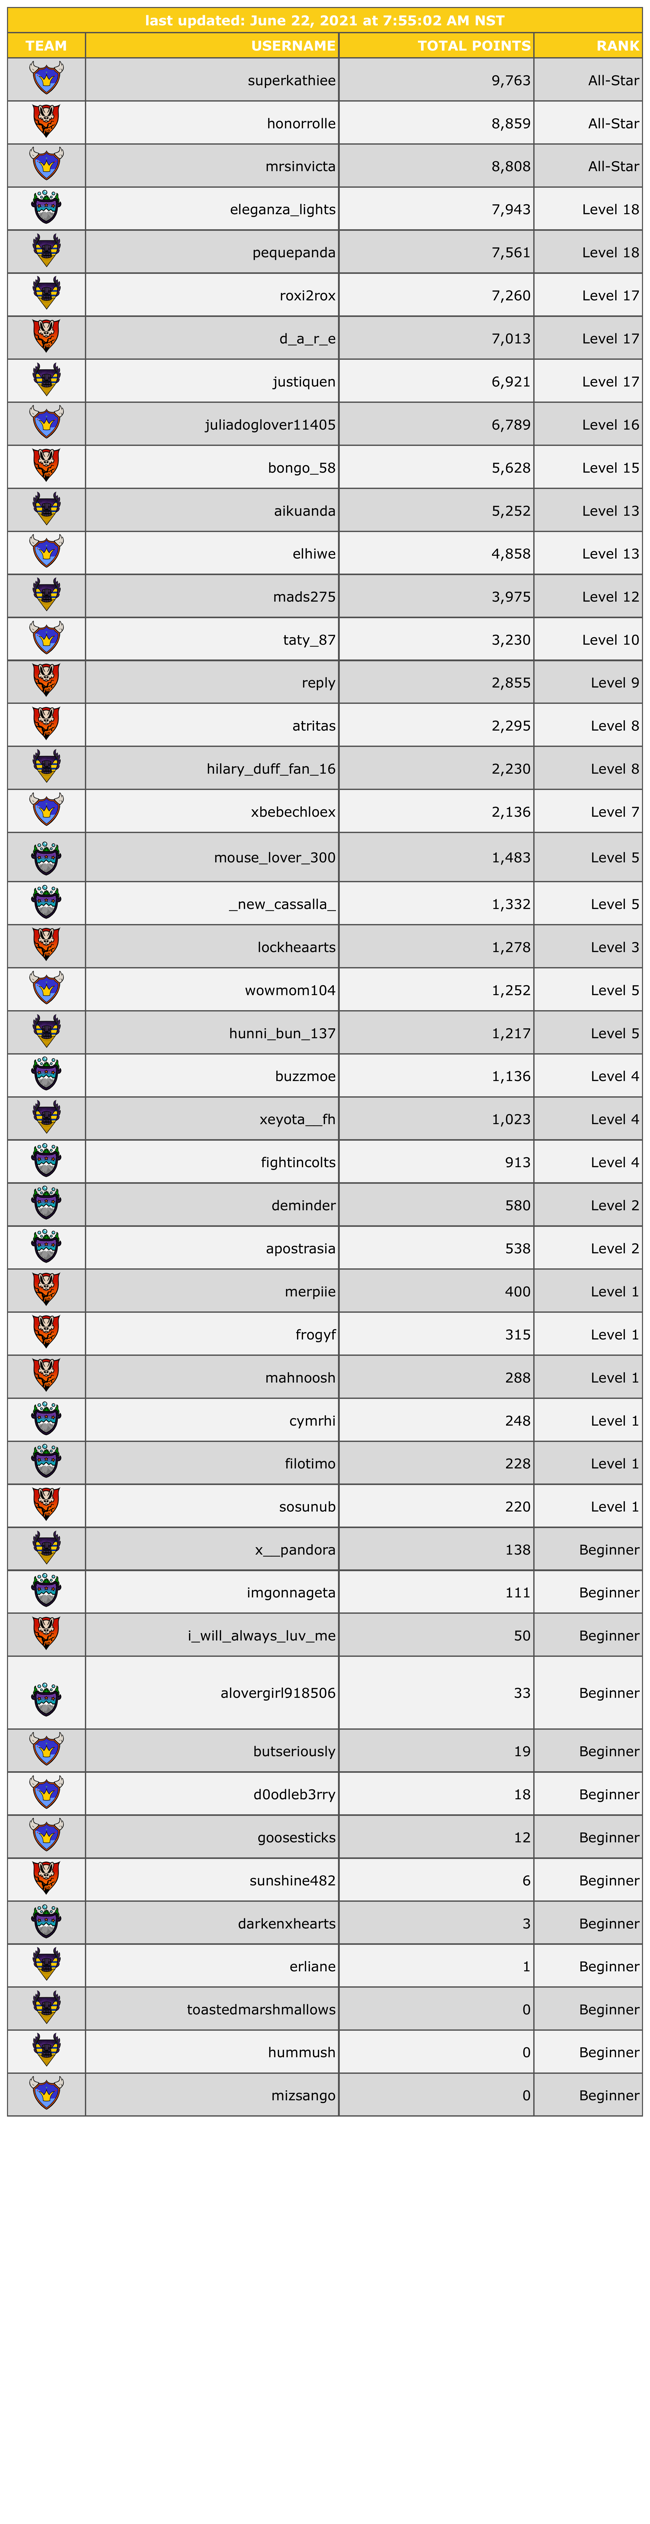 last updated: June 22, 2021 at 7:55:02 AM NST
TEAM USERNAME TOTAL POINTS RANK
superkathiee 9,763 All-Star
honorrolle 8,859 All-Star
mrsinvicta 8,808 All-Star
eleganza_lights 7,943 Level 18
pequepanda 7,561 Level 18
roxi2rox 7,260 Level 17
d_a_r_e 7,013 Level 17
justiquen 6,921 Level 17
juliadoglover11405 6,789 Level 16
bongo_58 5,628 Level 15
aikuanda 5,252 Level 13
elhiwe 4,858 Level 13
mads275 3,975 Level 12
taty_87 3,230 Level 10
reply 2,855 Level 9
atritas 2,295 Level 8
hilary_duff_fan_16 2,230 Level 8
xbebechloex 2,136 Level 7
mouse_lover_300 1,483 Level 5
_new_cassalla_ 1,332 Level 5
lockheaarts 1,278 Level 3
wowmom104 1,252 Level 5
hunni_bun_137 1,217 Level 5
buzzmoe 1,136 Level 4
xeyota__fh 1,023 Level 4
fightincolts 913 Level 4
deminder 580 Level 2
apostrasia 538 Level 2
merpiie 400 Level 1
frogyf 315 Level 1
mahnoosh 288 Level 1
cymrhi 248 Level 1
filotimo 228 Level 1
sosunub 220 Level 1
x__pandora 138 Beginner
imgonnageta 111 Beginner
i_will_always_luv_me 50 Beginner
alovergirl918506 33 Beginner
butseriously 19 Beginner
d0odleb3rry 18 Beginner
goosesticks 12 Beginner
sunshine482 6 Beginner
darkenxhearts 3 Beginner
erliane 1 Beginner
toastedmarshmallows 0 Beginner
hummush 0 Beginner
mizsango 0 Beginner